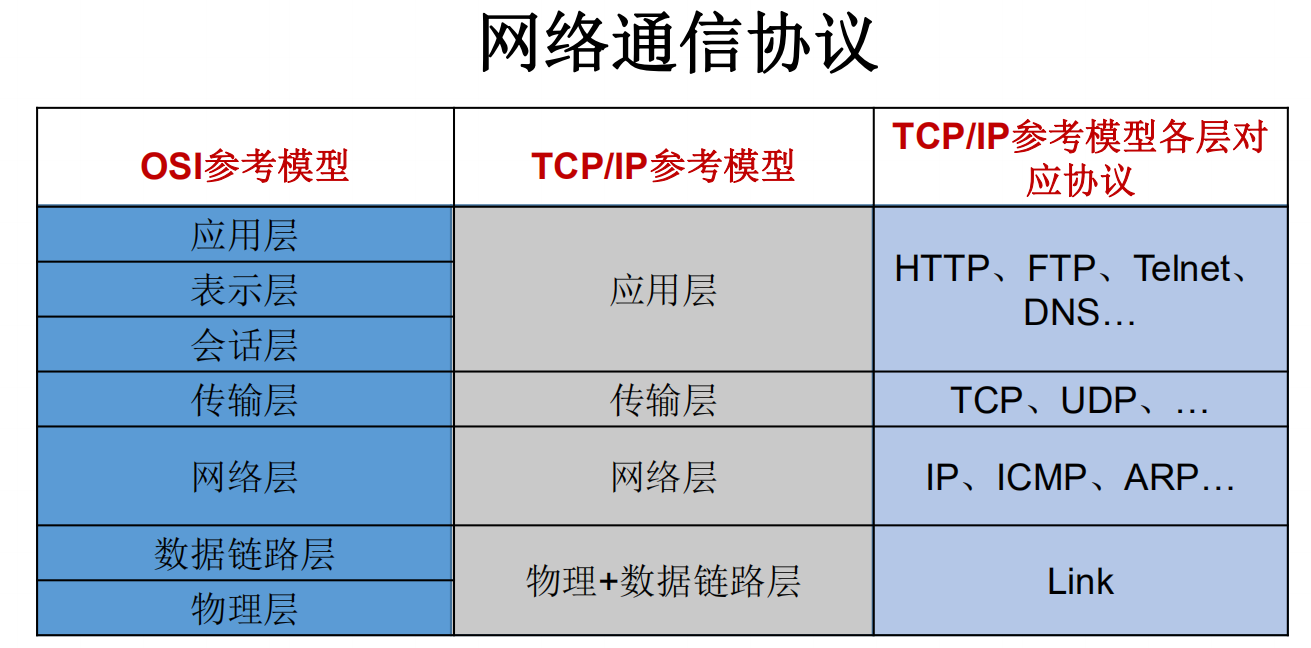 网络通信协议
OSI参考模型
TCP/IP参考模型
TCP/IP参考模型各层对
应协议
应用层
表示层
会话层
应用层
HTTP、FTP、Telnet、
DNS…
传输层
传输层
TCP、UDP、…
网络层
网络层
IP、ICMP、ARP…
数据链路层
物理层
物理+数据链路层
Link